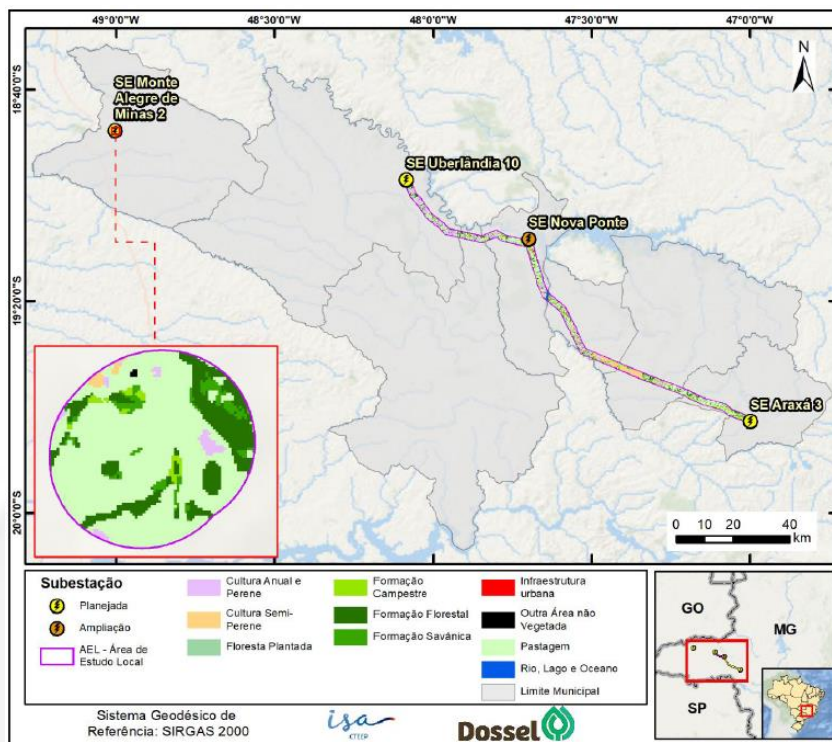 49°0'0"W 48°30'0"W 48°0'0"W 47°30'0"W 47°0'0"W
N
18°40'0"S
19°20'0"S
20°0'0"S
SE Monte
Alegre de
Minas 2
SE Uberlândia 10
SE Nova Ponte
SE Araxá 3
0 10 20 40
km
Subestação
Planejada
Ampliação
AEL - Área de
Estudo Local
Cultura Anual e
Perene
Cultura Semi-
Perene
Floresta Plantada
Formação
Campestre
Formação Florestal
Formação Savânica
Infraestrutura
urbana
Outra Área não
Vegetada
Pastagem
Rio, Lago e Oceano
Limite Municipal
Sistema Geodésico de
Referência: SIRGAS 2000
isa
CTEEP
Dossel
GO
MG
SP